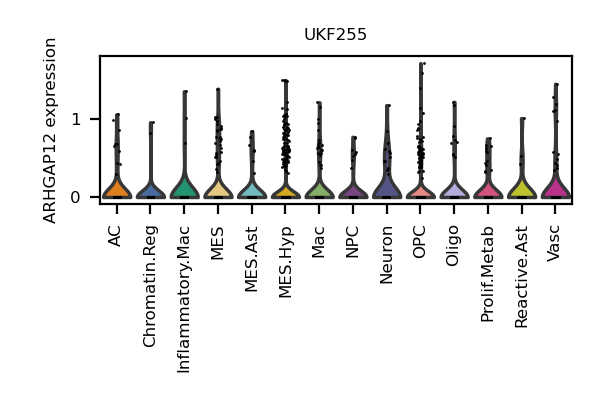 UKF255
ARHGAP12 expression
1
0
AC
Chromatin.Reg
Inflammatory.Mac
MES
MES.Ast
MES.Hyp
Mac
NPC
Neuron
OPC
Oligo
Prolif.Metab
Reactive.Ast
Vasc